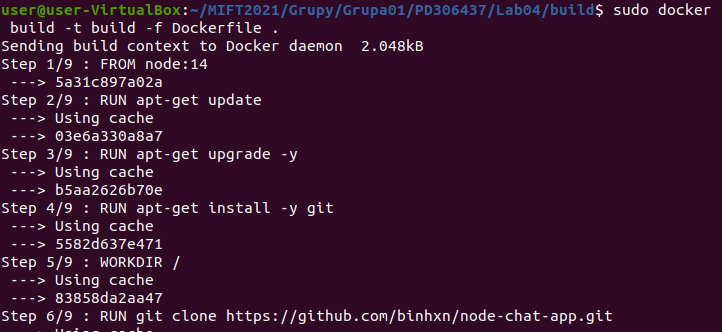 user@user-VirtualBox:~/MIFT2021/Grupy/Grupa01/PD306437/Lab04/build$ sudo docker
 build -t build -f Dockerfile .
Sending build context to Docker daemon  2.048kB
Step 1/9 : FROM node:14
 ---> 5a31c897a02a
Step 2/9 : RUN apt-get update
 ---> Using cache
 ---> 03e6a330a8a7
Step 3/9 : RUN apt-get upgrade -y
 ---> Using cache
 ---> b5aa2626b70e
Step 4/9 : RUN apt-get install -y git
 ---> Using cache
 ---> 5582d637e471
Step 5/9 : WORKDIR /
 ---> Using cache
 ---> 83858da2aa47
Step 6/9 : RUN git clone https://github.com/binhxn/node-chat-app.git
 ---> Using cache